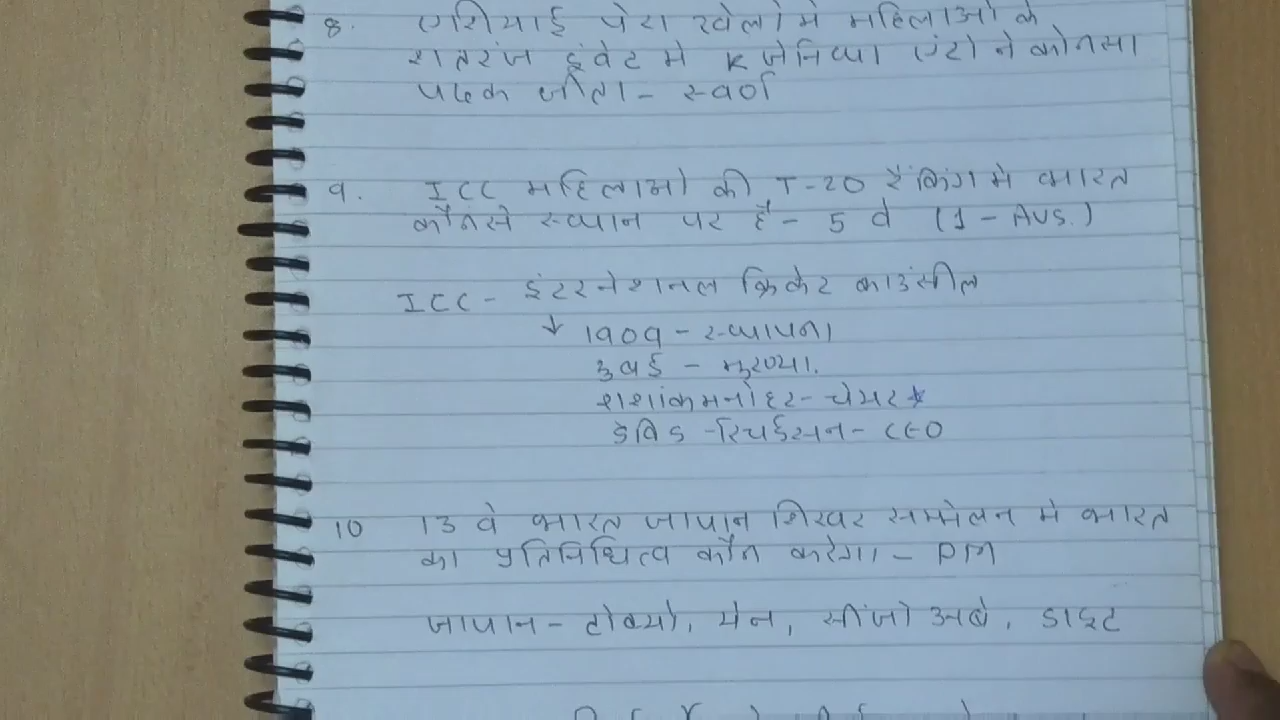 8. एशियाई पेरा खेलो मे महिलाओ के
शतरंज इंवेट मे K जेनिथा एंटो ने कोनसा
पदक जीता - स्वर्ण
9. ICC महिलाओ की T-20 रैंकिंग मे भारत
कौनसे स्थान पर है - 5 वे (1 - Aus.)
ICC - इंटरनेशनल क्रिकेट काउंसील
↓ 1909 - स्थापना
दुबई - मुख्या.
शशांक मनोहर - चेयर
डेविड - रिचर्डसन - CEO
10 13 वे भारत जापान शिखर सम्मेलन मे भारत
का प्रतिनिधित्व कौन करेगा - PM
जापान - टोक्यो, येन, सींजो अबे, डाइट